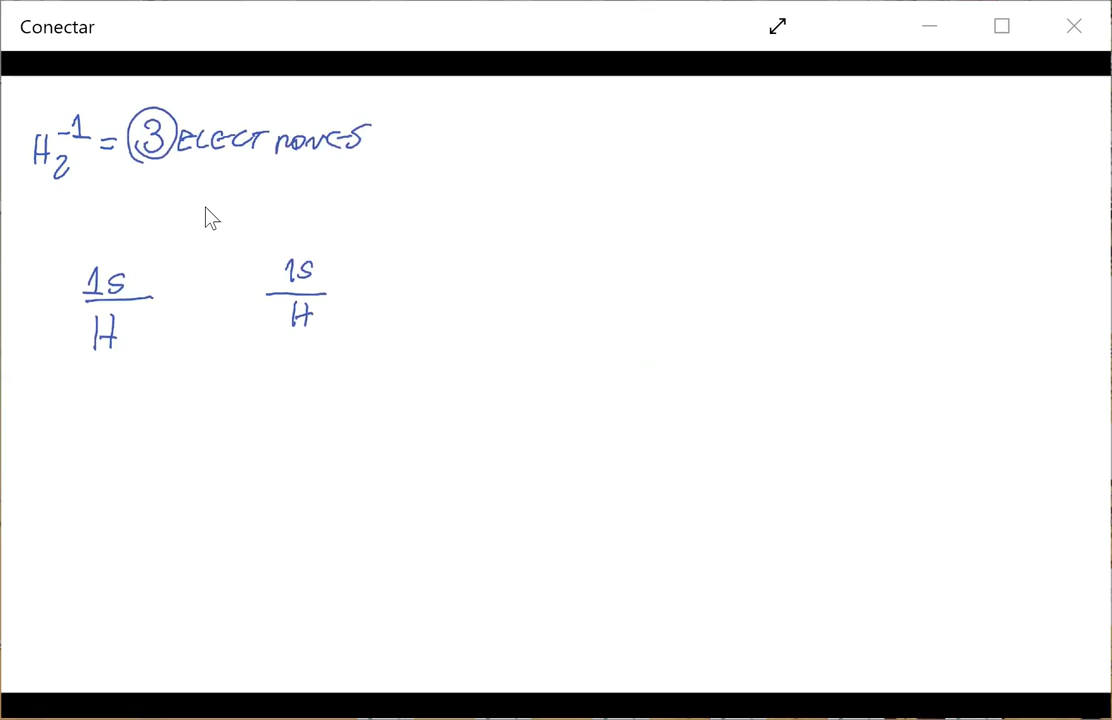 Conectar
H₂⁻¹ = 3 ELECTRONES
1S 1S
H H